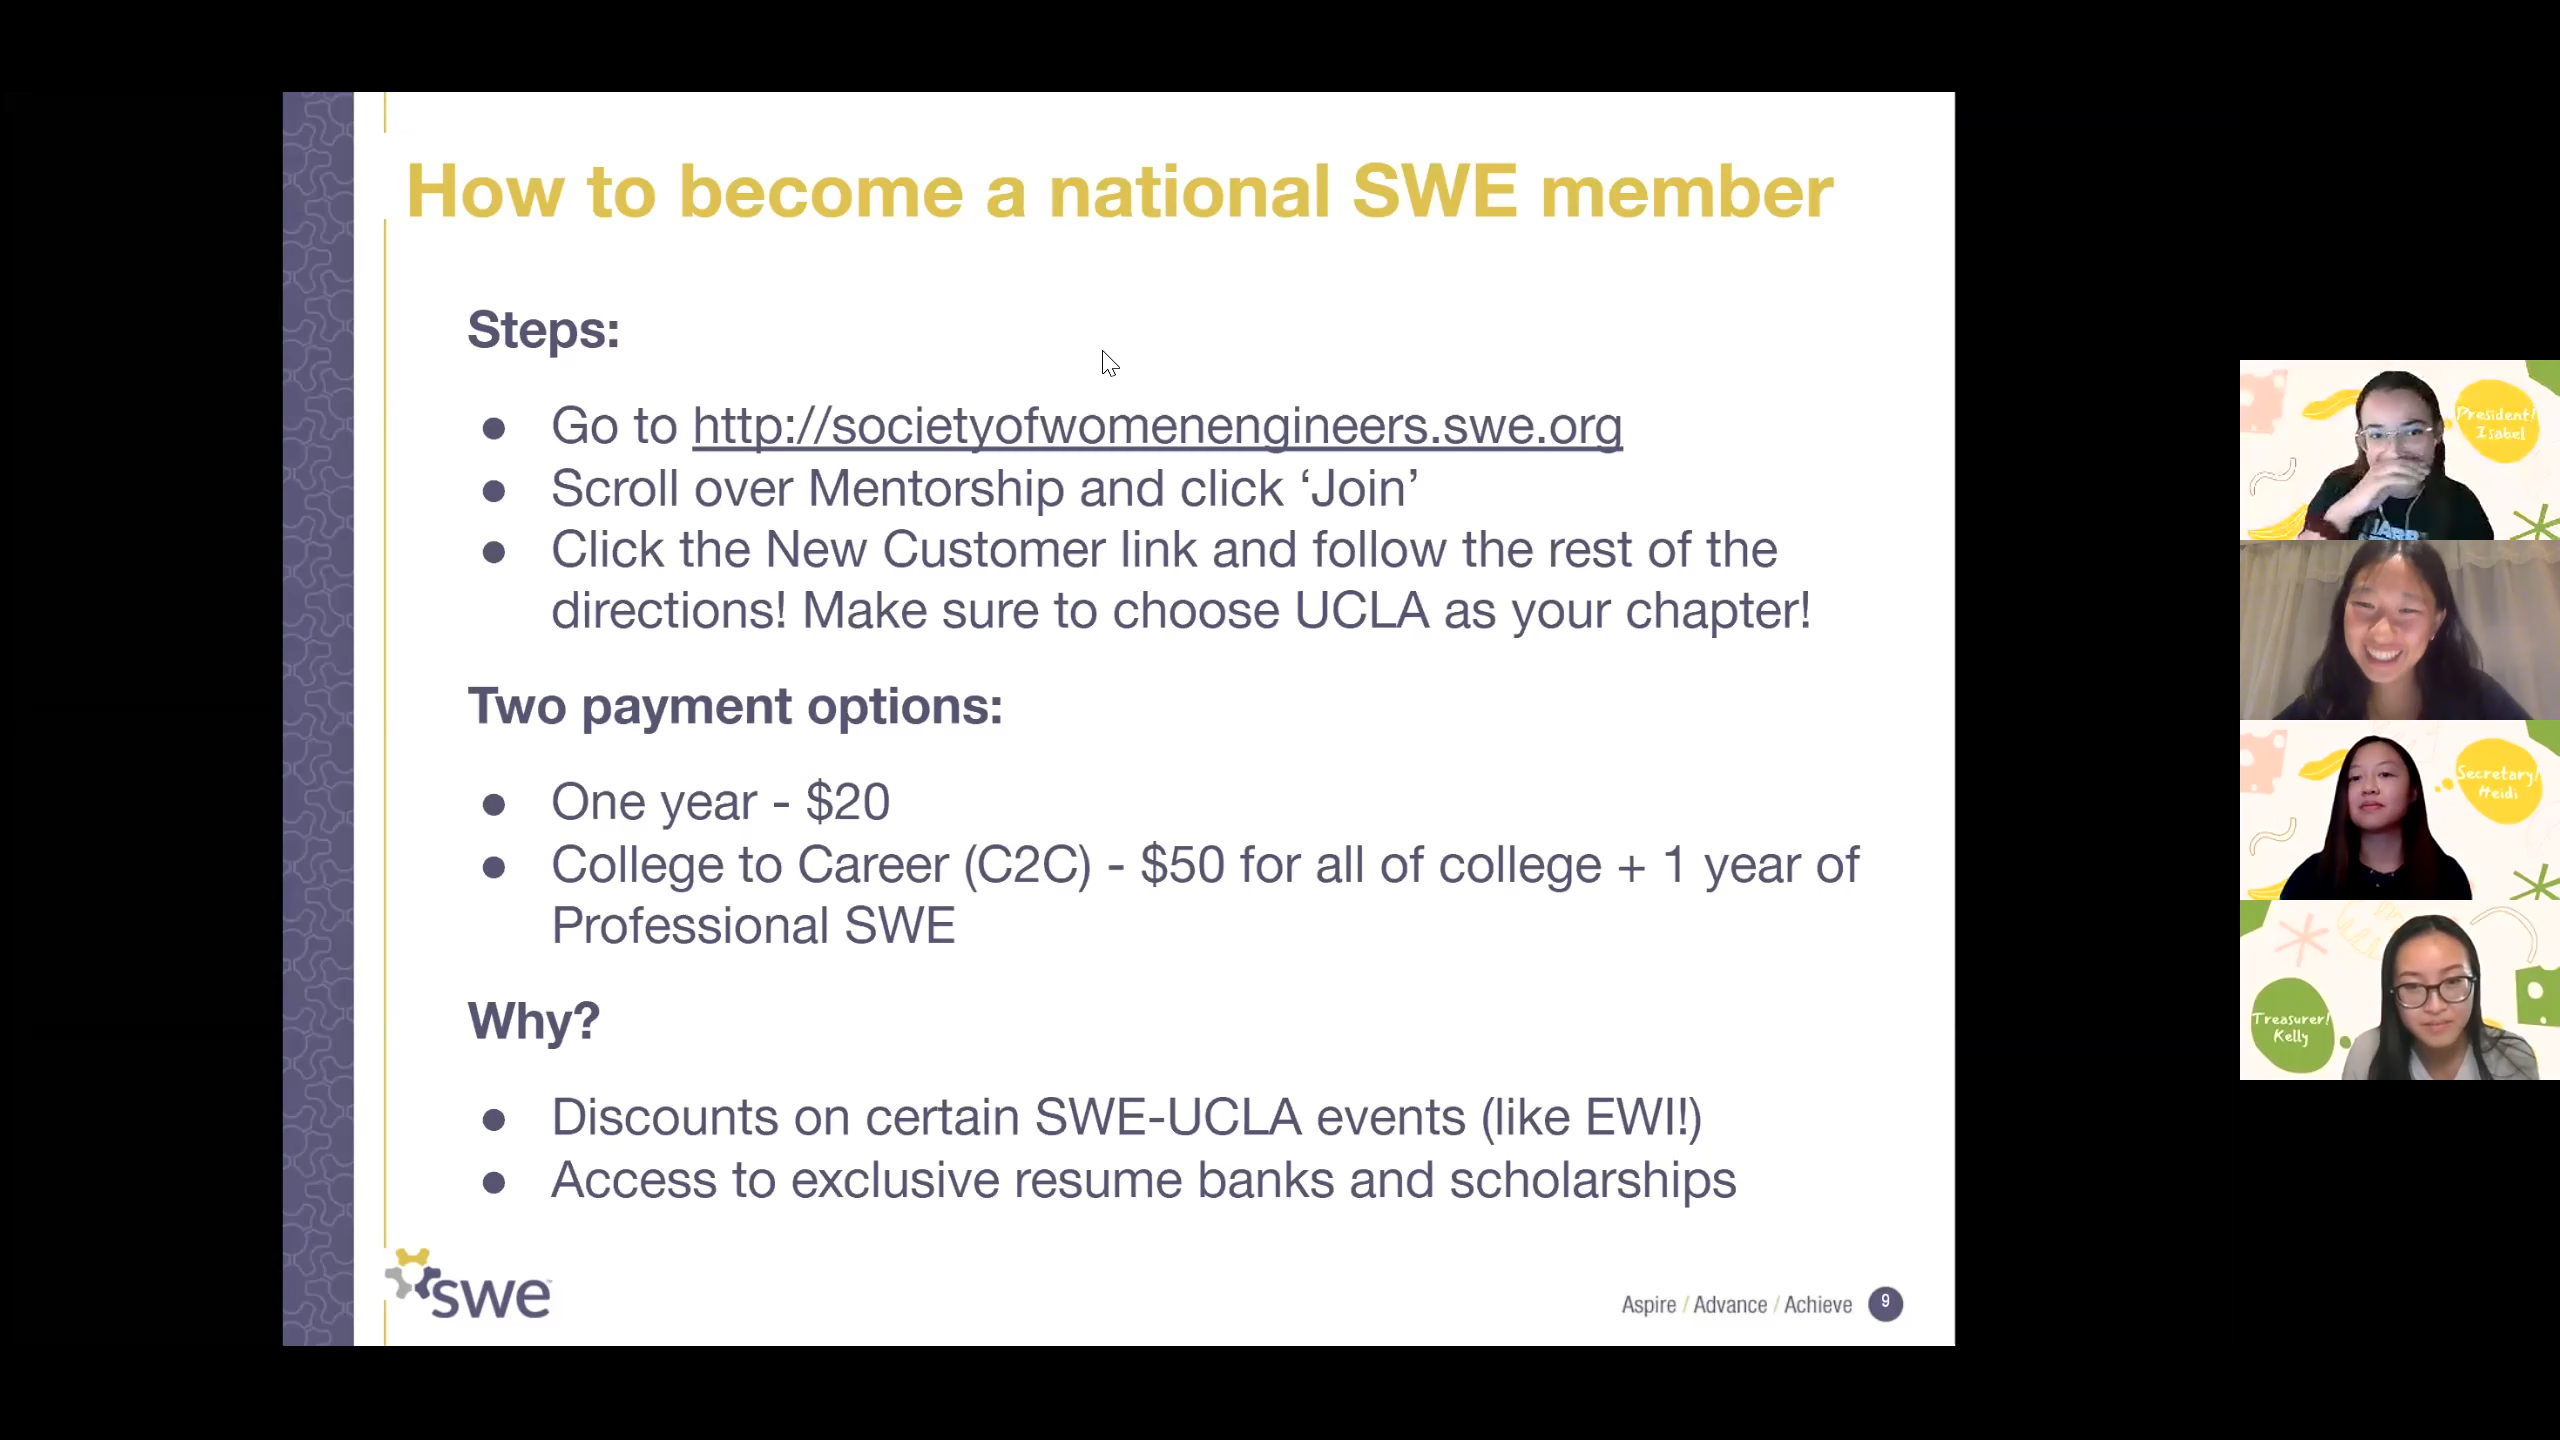 How to become a national SWE member
Steps:
● Go to http://societyofwomenengineers.swe.org
● Scroll over Mentorship and click ‘Join’
● Click the New Customer link and follow the rest of the
directions! Make sure to choose UCLA as your chapter!
Two payment options:
● One year - $20
● College to Career (C2C) - $50 for all of college + 1 year of
Professional SWE
Why?
● Discounts on certain SWE-UCLA events (like EWI!)
● Access to exclusive resume banks and scholarships
swe
Aspire / Advance / Achieve 9
President!
Isabel
Secretary!
Heidi
Treasurer!
Kelly